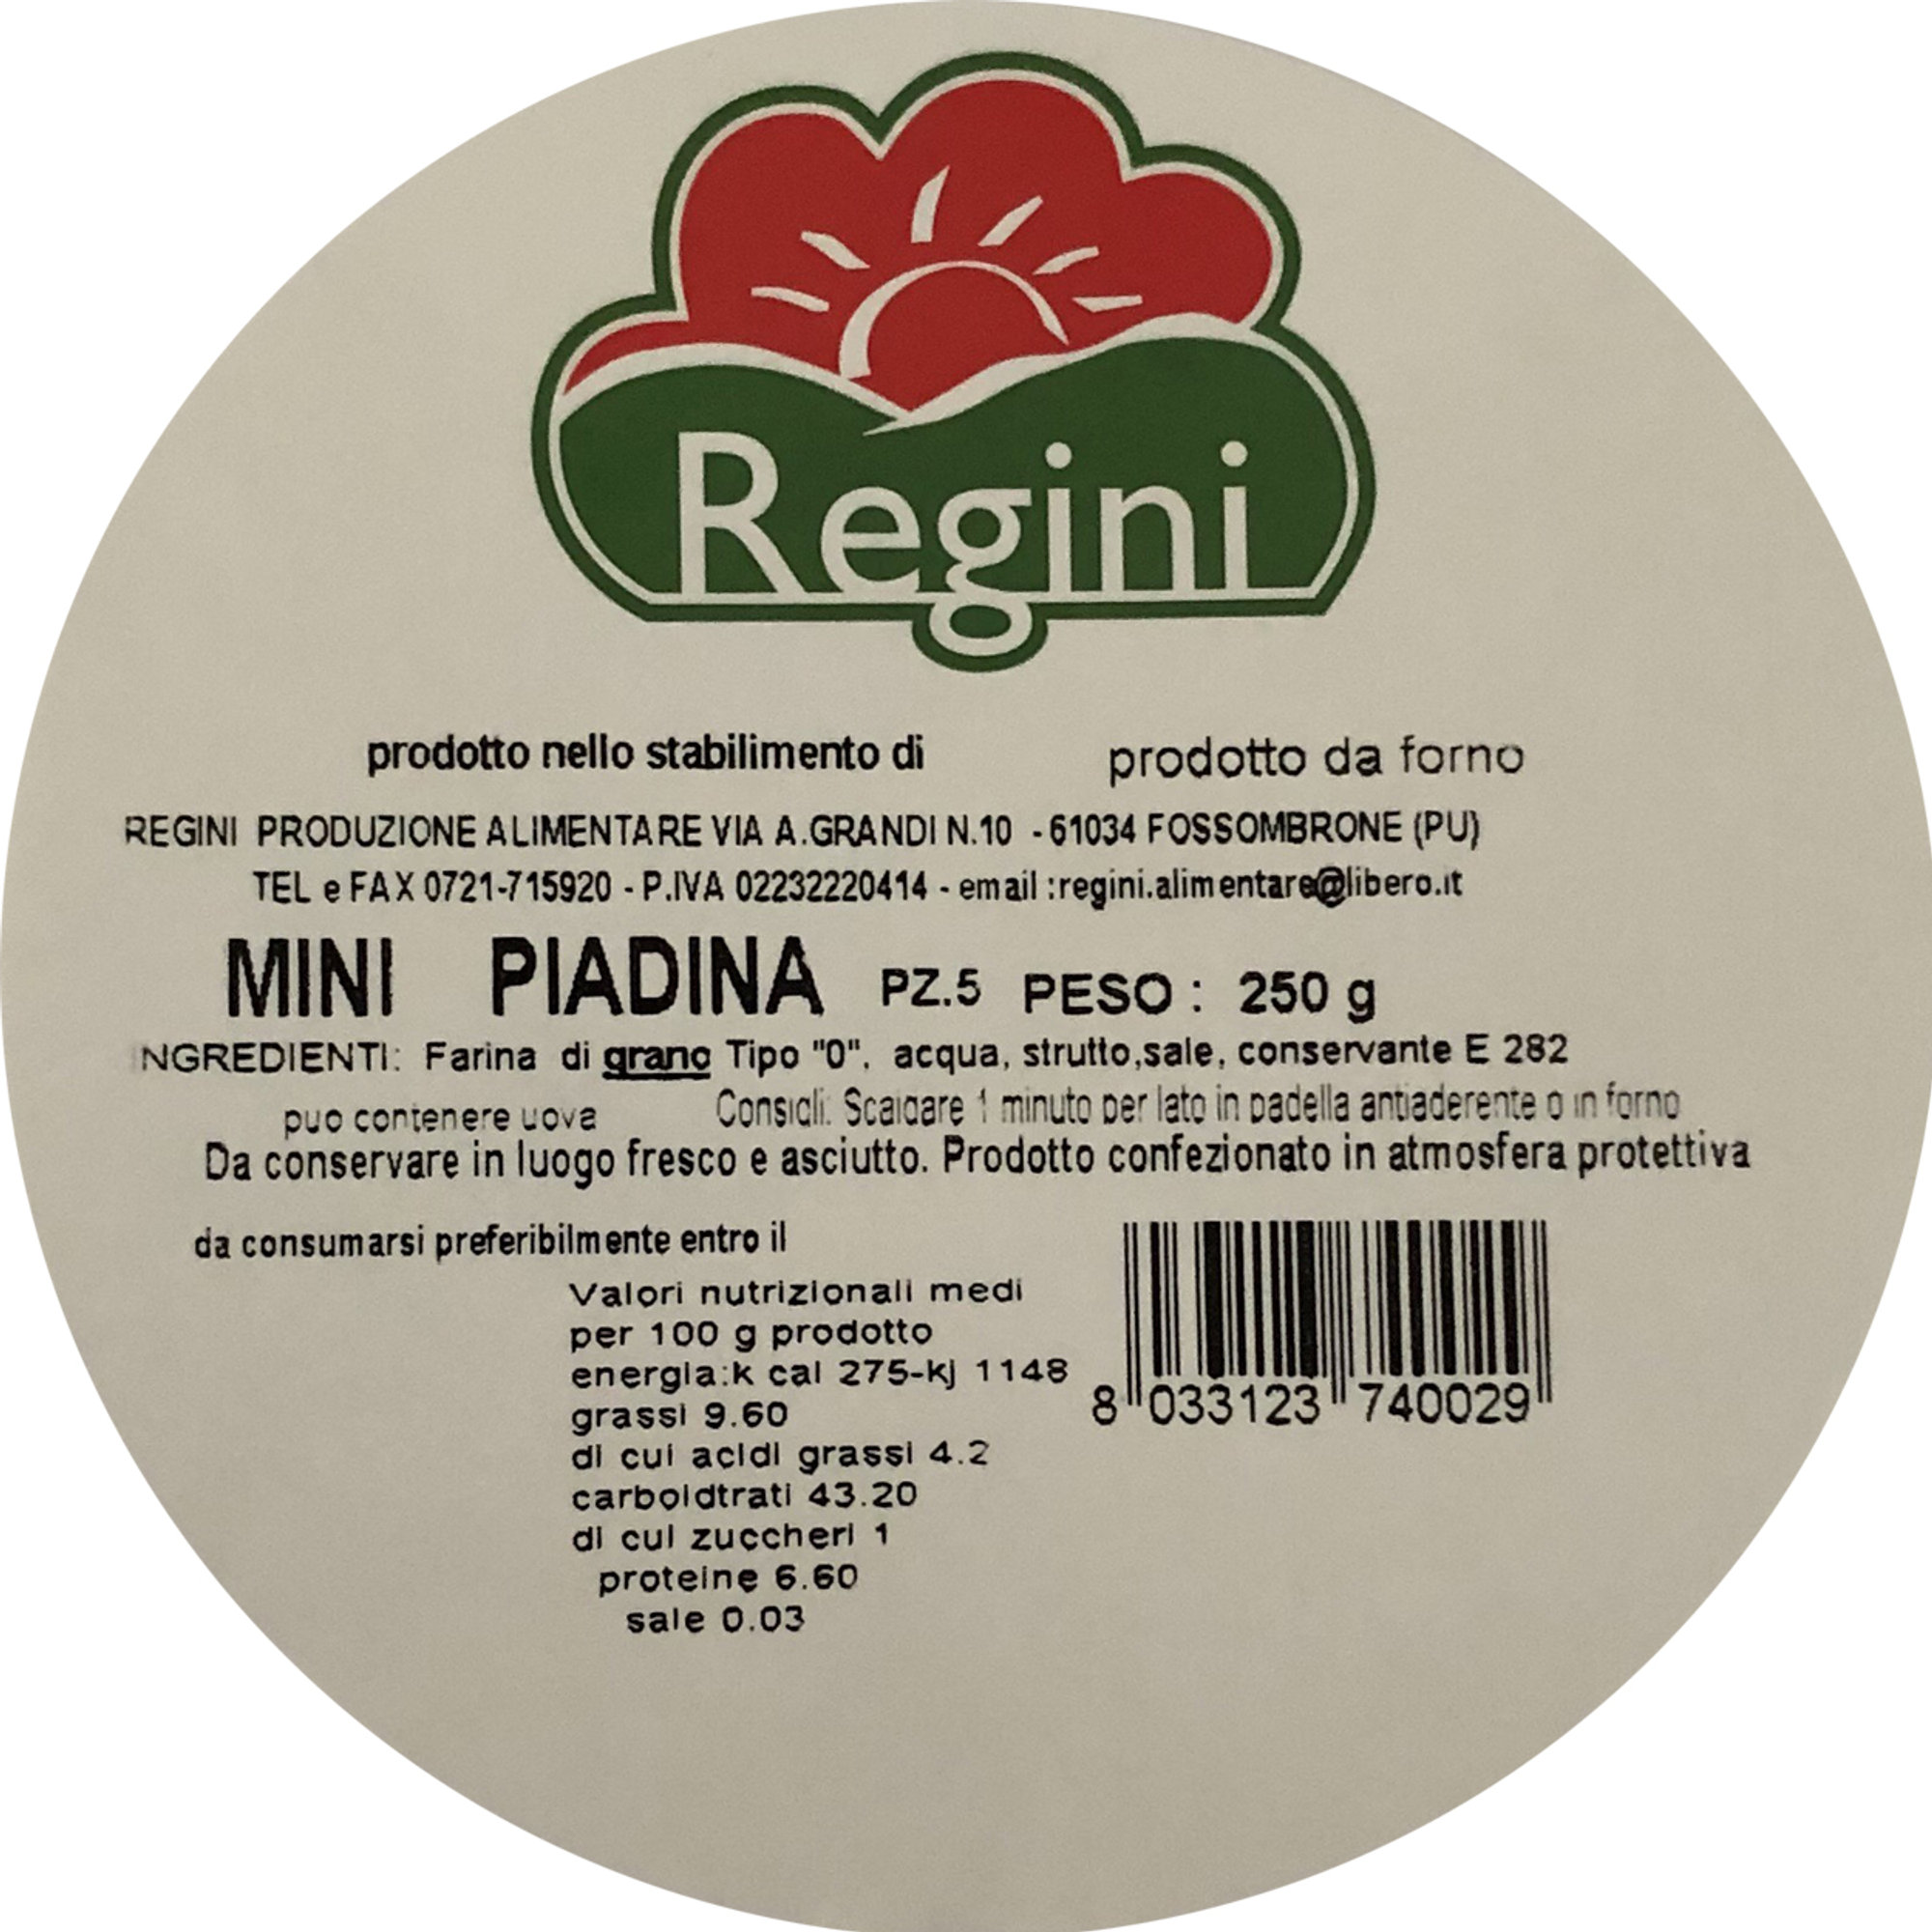 Regini
prodotto nello stabilimento di prodotto da forno
REGINI PRODUZIONE ALIMENTARE VIA A.GRANDI N.10 - 61034 FOSSOMBRONE (PU)
TEL e FAX 0721-715920 - P.IVA 02232220414 - email :regini.alimentare@libero.it
MINI PIADINA PZ.5 PESO : 250 g
INGREDIENTI: Farina di grano Tipo "0", acqua, strutto,sale, conservante E 282
puo contenere uova Consigli: Scaldare 1 minuto per lato in padella antiaderente o in forno
Da conservare in luogo fresco e asciutto. Prodotto confezionato in atmosfera protettiva
da consumarsi preferibilmente entro il
Valori nutrizionali medi
per 100 g prodotto
energia:k cal 275-kj 1148
grassi 9.60
di cui acidi grassi 4.2
carboidtrati 43.20
di cui zuccheri 1
proteine 6.60
sale 0.03
8 033123 740029